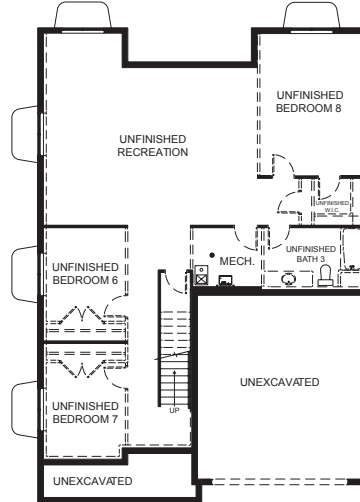 UNFINISHED
BEDROOM 8
UNFINISHED
RECREATION
UNFINISHED
W.I.C.
UNFINISHED
BATH 3
MECH.
UNFINISHED
BEDROOM 6
UNEXCAVATED
UNFINISHED
BEDROOM 7
UP
UNEXCAVATED